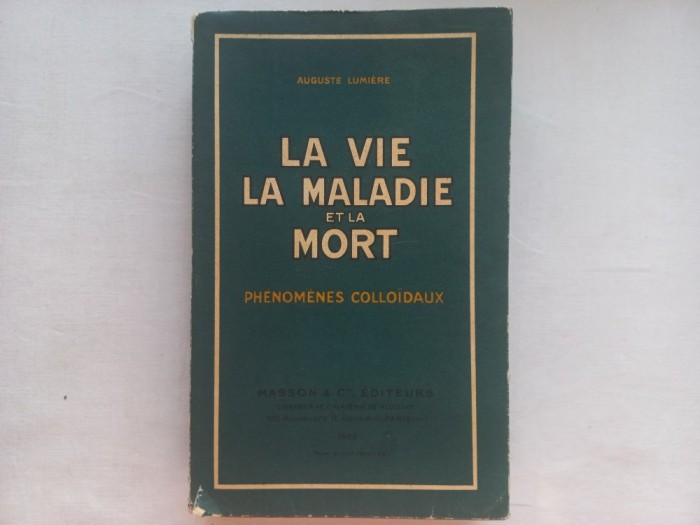 AUGUSTE LUMIÈRE
LA VIE
LA MALADIE
ET LA
MORT
PHÉNOMÈNES COLLOÏDAUX
MASSON & Cie, ÉDITEURS